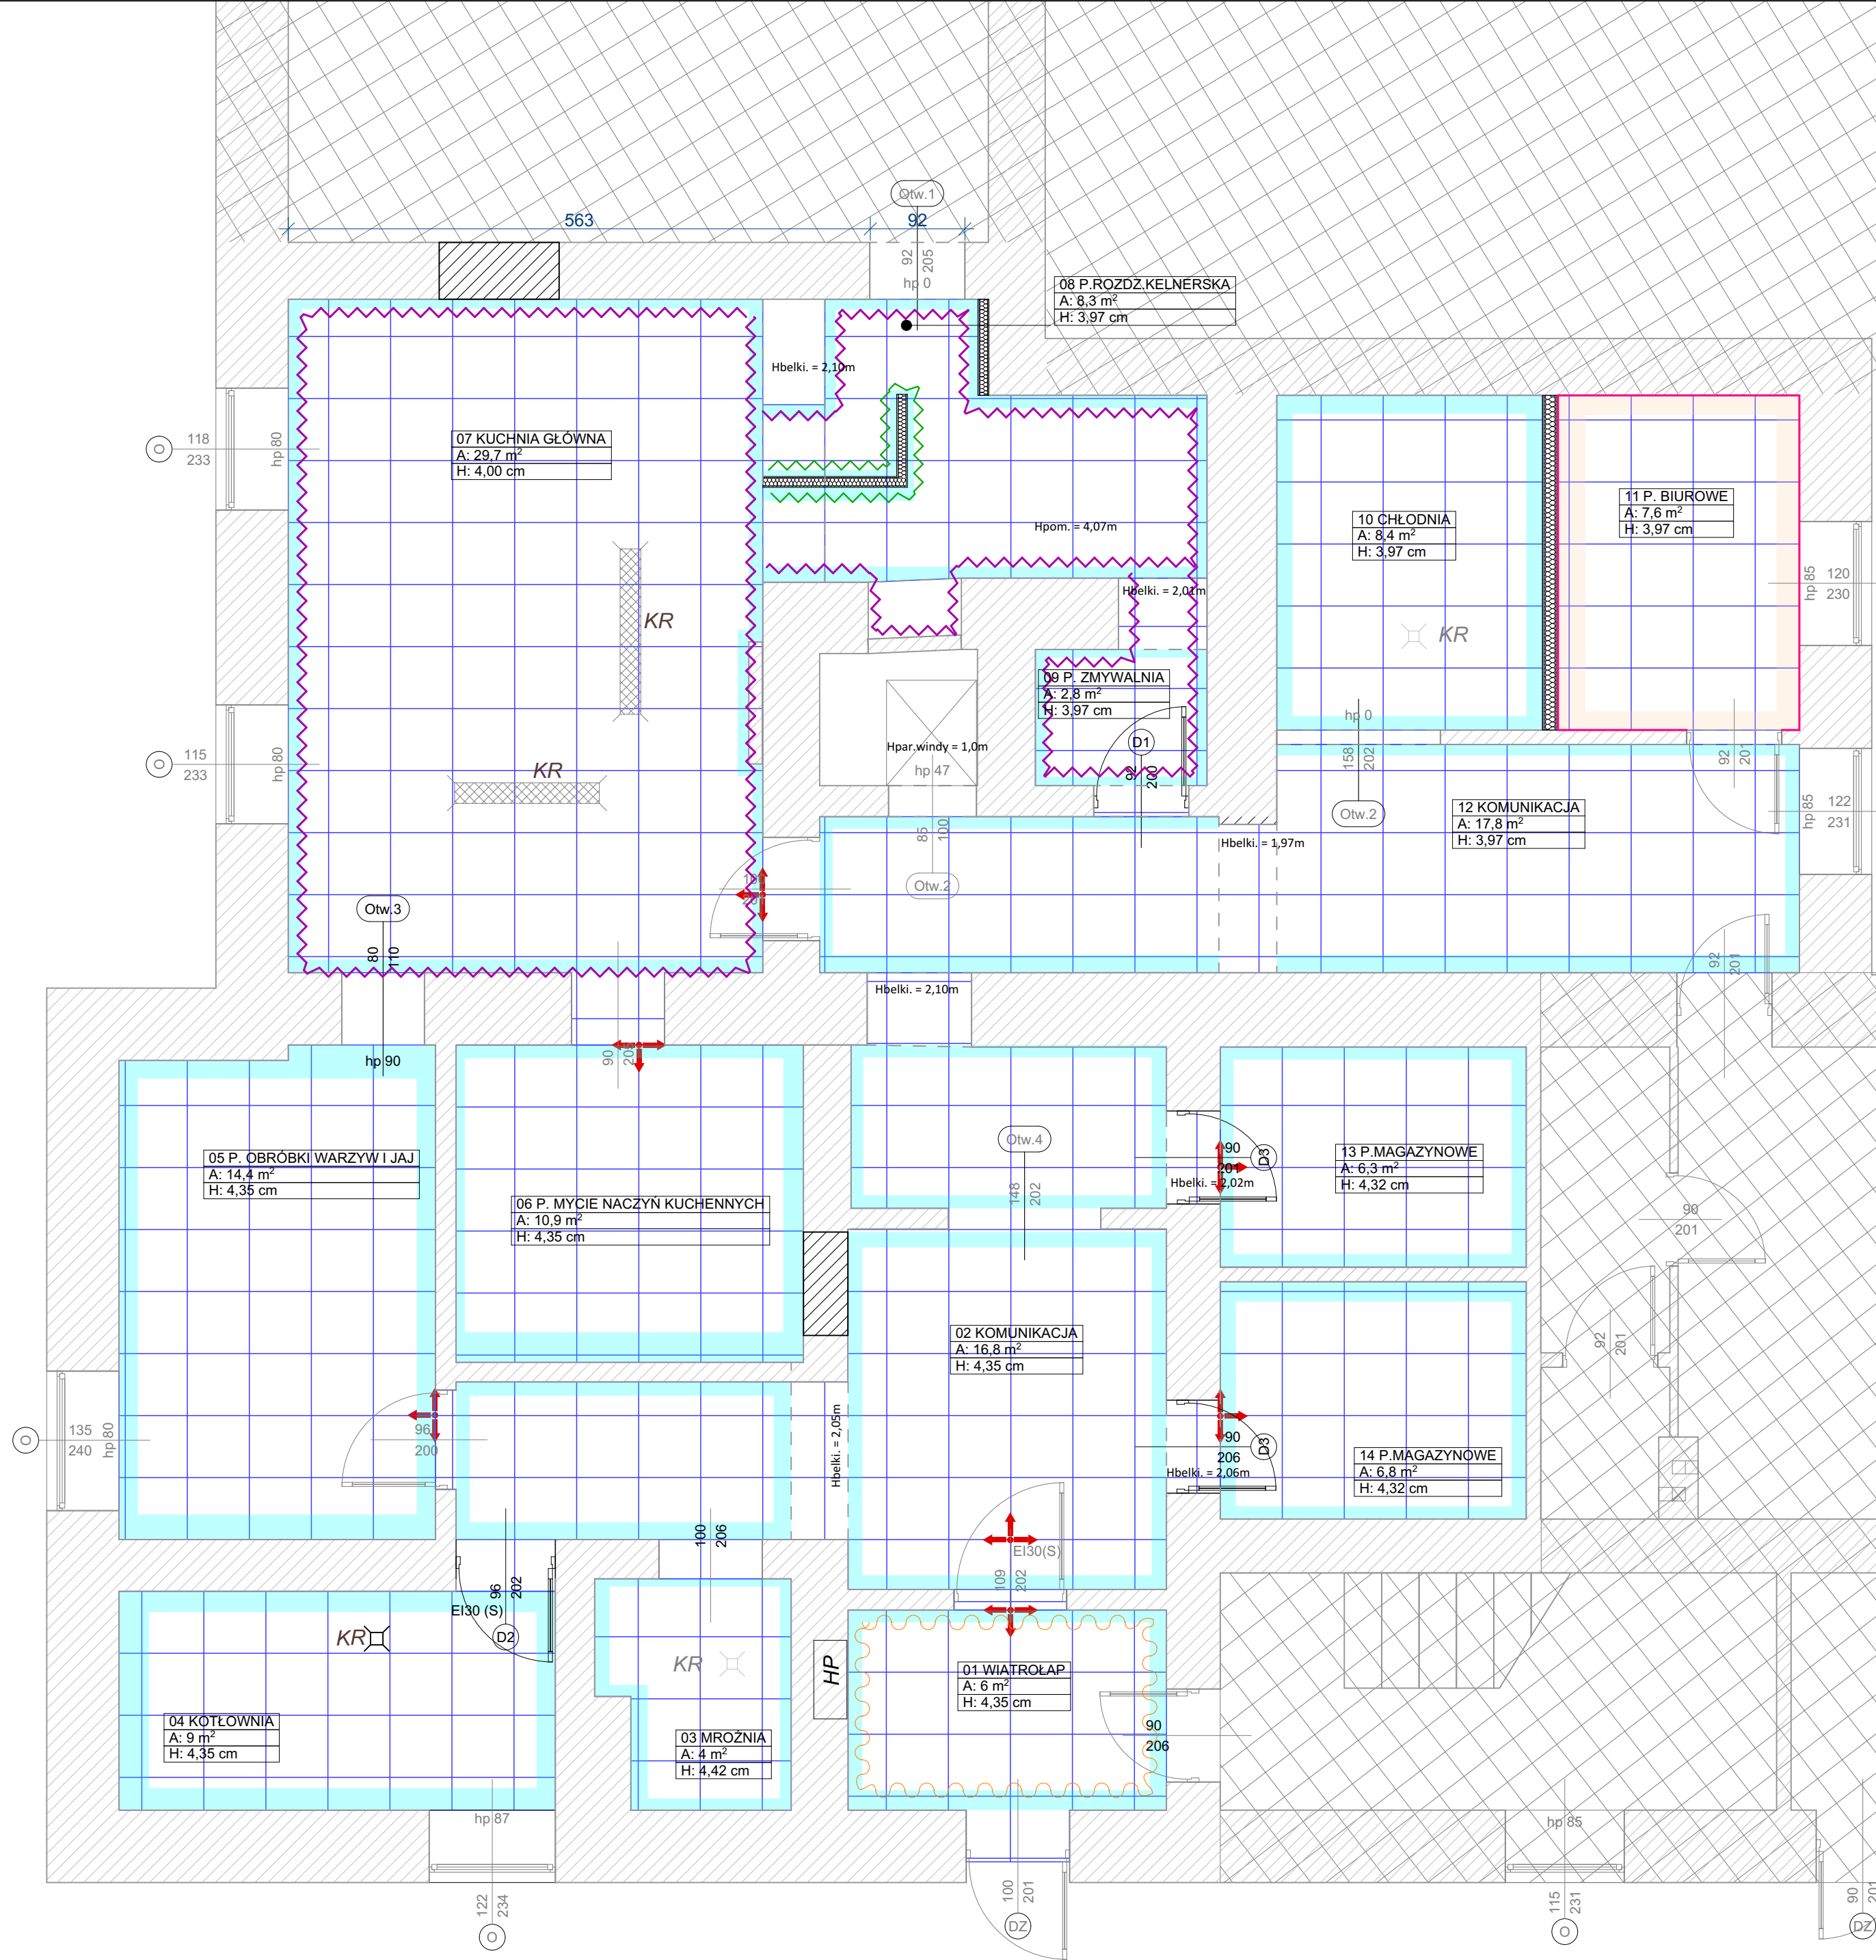 Otw.1
563
92
92
205
hp 0
08 P.ROZDZ.KELNERSKA
A: 8,3 m²
H: 3,97 cm
Hbelki. = 2,10m
118
233
hp 80
07 KUCHNIA GŁÓWNA
A: 29,7 m²
H: 4,00 cm
Hpom. = 4,07m
10 CHŁODNIA
A: 8,4 m²
H: 3,97 cm
11 P. BIUROWE
A: 7,6 m²
H: 3,97 cm
hp 85
120
230
KR
Hbelki. = 2,01m
KR
09 P. ZMYWALNIA
A: 2,8 m²
H: 3,97 cm
115
233
hp 80
KR
Hpar.windy = 1,0m
hp 47
D1
92
200
hp 0
158
202
92
201
Otw.2
12 KOMUNIKACJA
A: 17,8 m²
H: 3,97 cm
hp 85
122
231
85
100
Hbelki. = 1,97m
Otw.2
Otw.3
80
110
92
201
Hbelki. = 2,10m
hp 90
90
205
05 P. OBRÓBKI WARZYW I JAJ
A: 14,4 m²
H: 4,35 cm
06 P. MYCIE NACZYŃ KUCHENNYCH
A: 10,9 m²
H: 4,35 cm
Otw.4
148
202
90
201
D3
Hbelki. = 2,02m
13 P.MAGAZYNOWE
A: 6,3 m²
H: 4,32 cm
90
201
02 KOMUNIKACJA
A: 16,8 m²
H: 4,35 cm
92
201
O
135
240
hp 80
96
200
Hbelki. = 2,05m
90
206
D3
Hbelki. = 2,06m
14 P.MAGAZYNOWE
A: 6,8 m²
H: 4,32 cm
100
206
EI30(S)
109
202
96
202
EI30 (S)
D2
KR
KR
HP
01 WIATROŁAP
A: 6 m²
H: 4,35 cm
04 KOTŁOWNIA
A: 9 m²
H: 4,35 cm
03 MROŹNIA
A: 4 m²
H: 4,42 cm
90
206
hp 87
hp 85
122
234
O
100
201
DZ
115
231
O
90
201
DZ